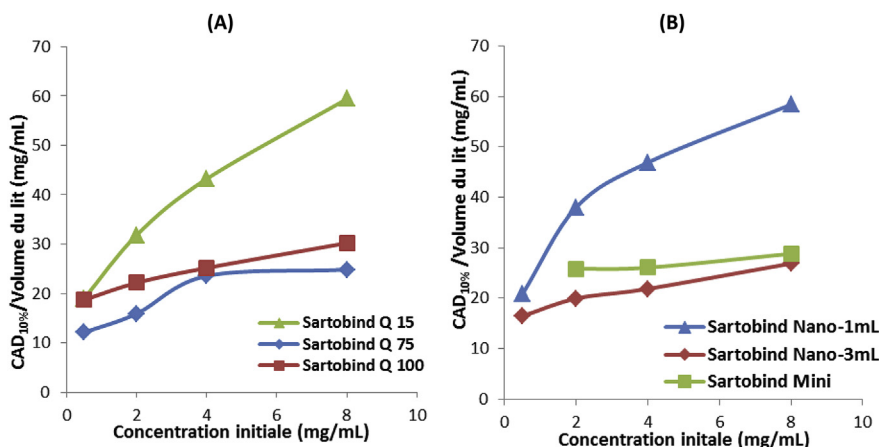 (A)
CAD10%/Volume du lit (mg/mL)
70
60
50
40
30
20
10
0
0 2 4 6 8 10
Concentration initiale (mg/mL)
Sartobind Q 15
Sartobind Q 75
Sartobind Q 100
(B)
CAD10% /Volume du lit (mg/mL)
70
60
50
40
30
20
10
0
0 2 4 6 8 10
Concentration initale (mg/mL)
Sartobind Nano-1mL
Sartobind Nano-3mL
Sartobind Mini